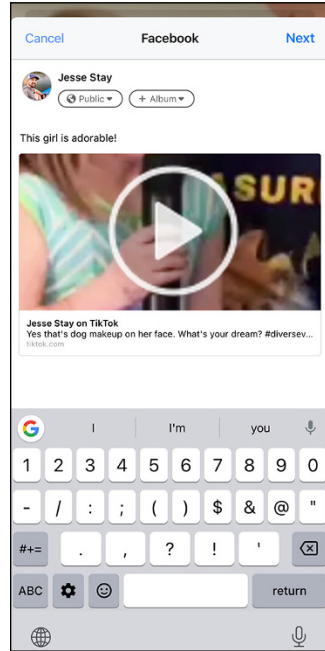 Cancel Facebook Next
Jesse Stay
Public ▾ + Album ▾
This girl is adorable!
ASUR
Jesse Stay on TikTok
Yes that's dog makeup on her face. What's your dream? #diversev...
tiktok.com
G I I'm you
1 2 3 4 5 6 7 8 9 0
- / : ; ( ) $ & @ "
#+= . , ? ! '
ABC return